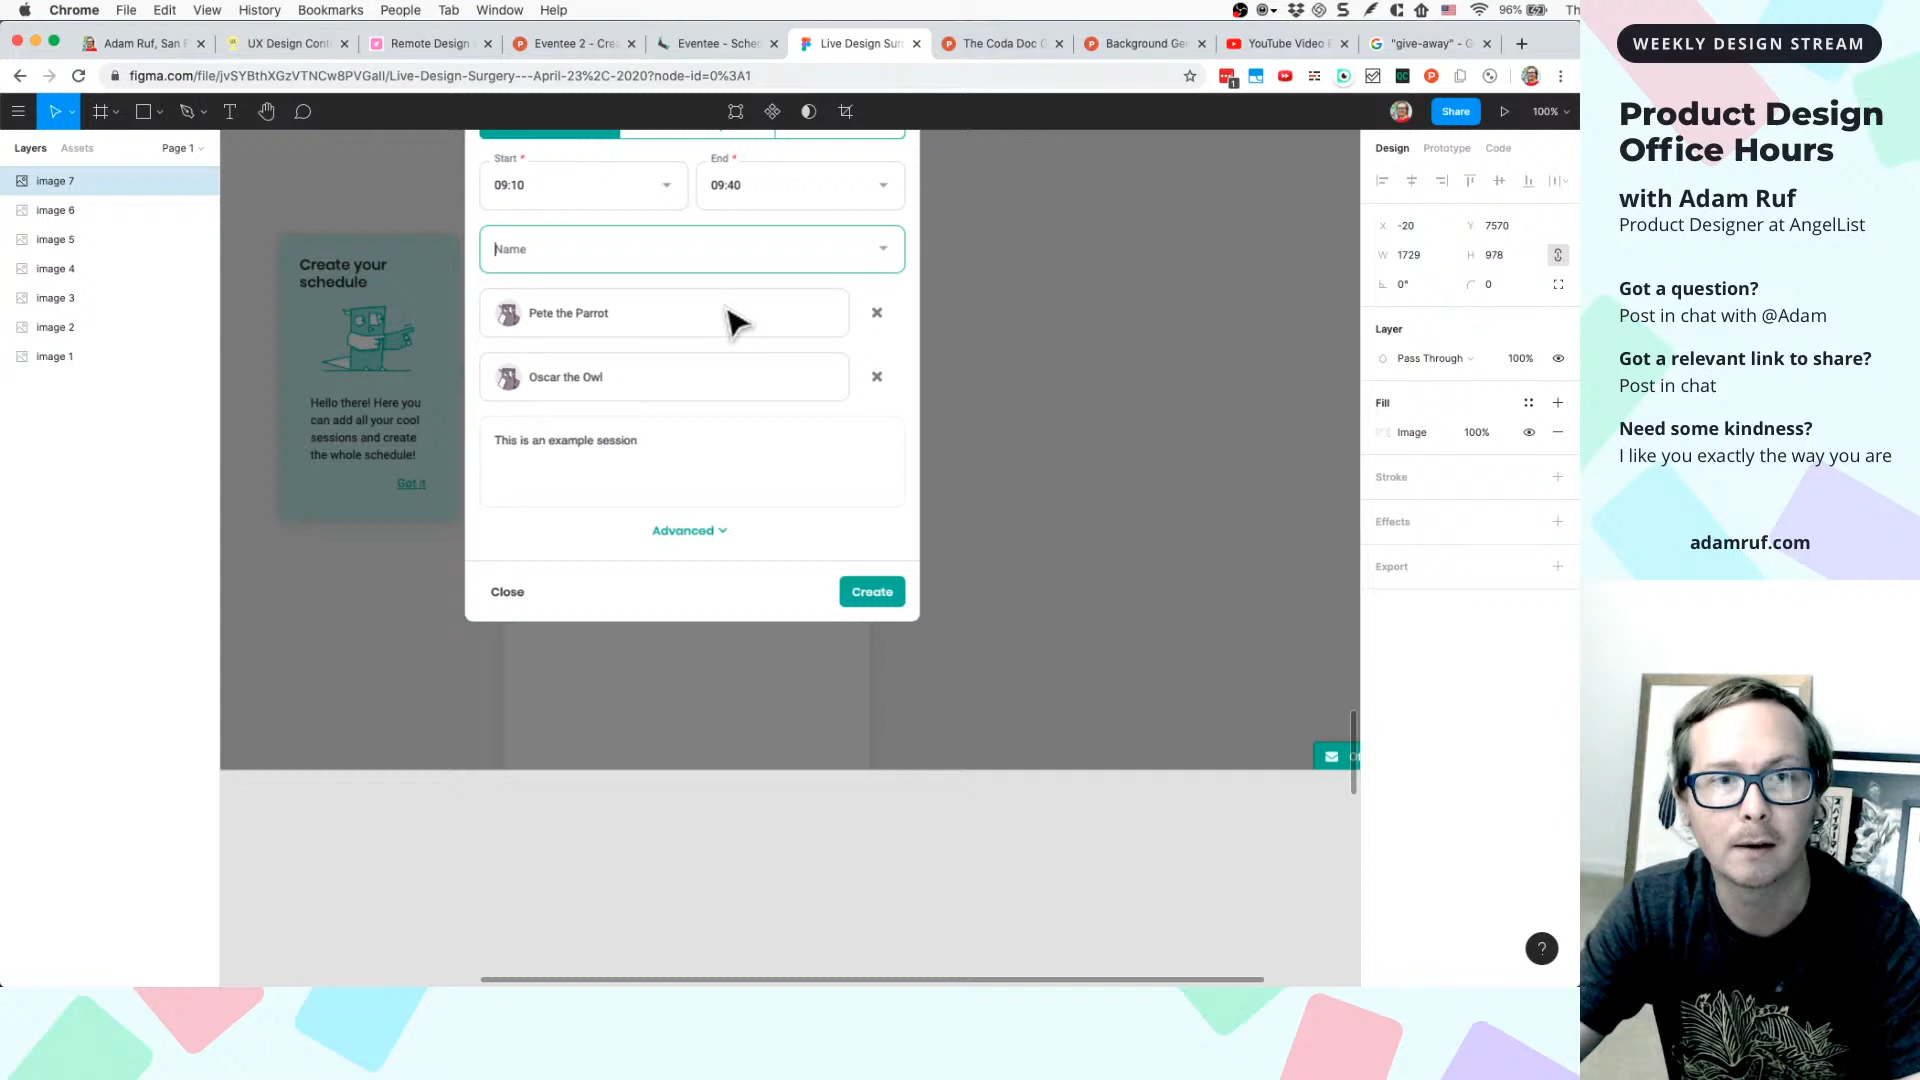 Chrome File Edit View History Bookmarks People Tab Window Help
96%
Th
Adam Ruf, San F
UX Design Cont
Remote Design
Eventee 2 - Crea
Eventee - Sched
Live Design Sur
The Coda Doc G
Background Ge
YouTube Video
"give-away" - G
figma.com/file/jvSYBthXGzVTNCw8PVGall/Live-Design-Surgery---April-23%2C-2020?node-id=0%3A1
Share
100%
Layers Assets Page 1
image 7
image 6
image 5
image 4
image 3
image 2
image 1
Create your
schedule
Hello there! Here you
can add all your cool
sessions and create
the whole schedule!
Got it
Start * End *
09:10 09:40
Name
Pete the Parrot
Oscar the Owl
This is an example session
Advanced
Close Create
Design Prototype Code
X -20 Y 7570
W 1729 H 978
0° 0
Layer
Pass Through 100%
Fill
Image 100%
Stroke
Effects
Export
?
WEEKLY DESIGN STREAM
Product Design
Office Hours
with Adam Ruf
Product Designer at AngelList
Got a question?
Post in chat with @Adam
Got a relevant link to share?
Post in chat
Need some kindness?
I like you exactly the way you are
adamruf.com